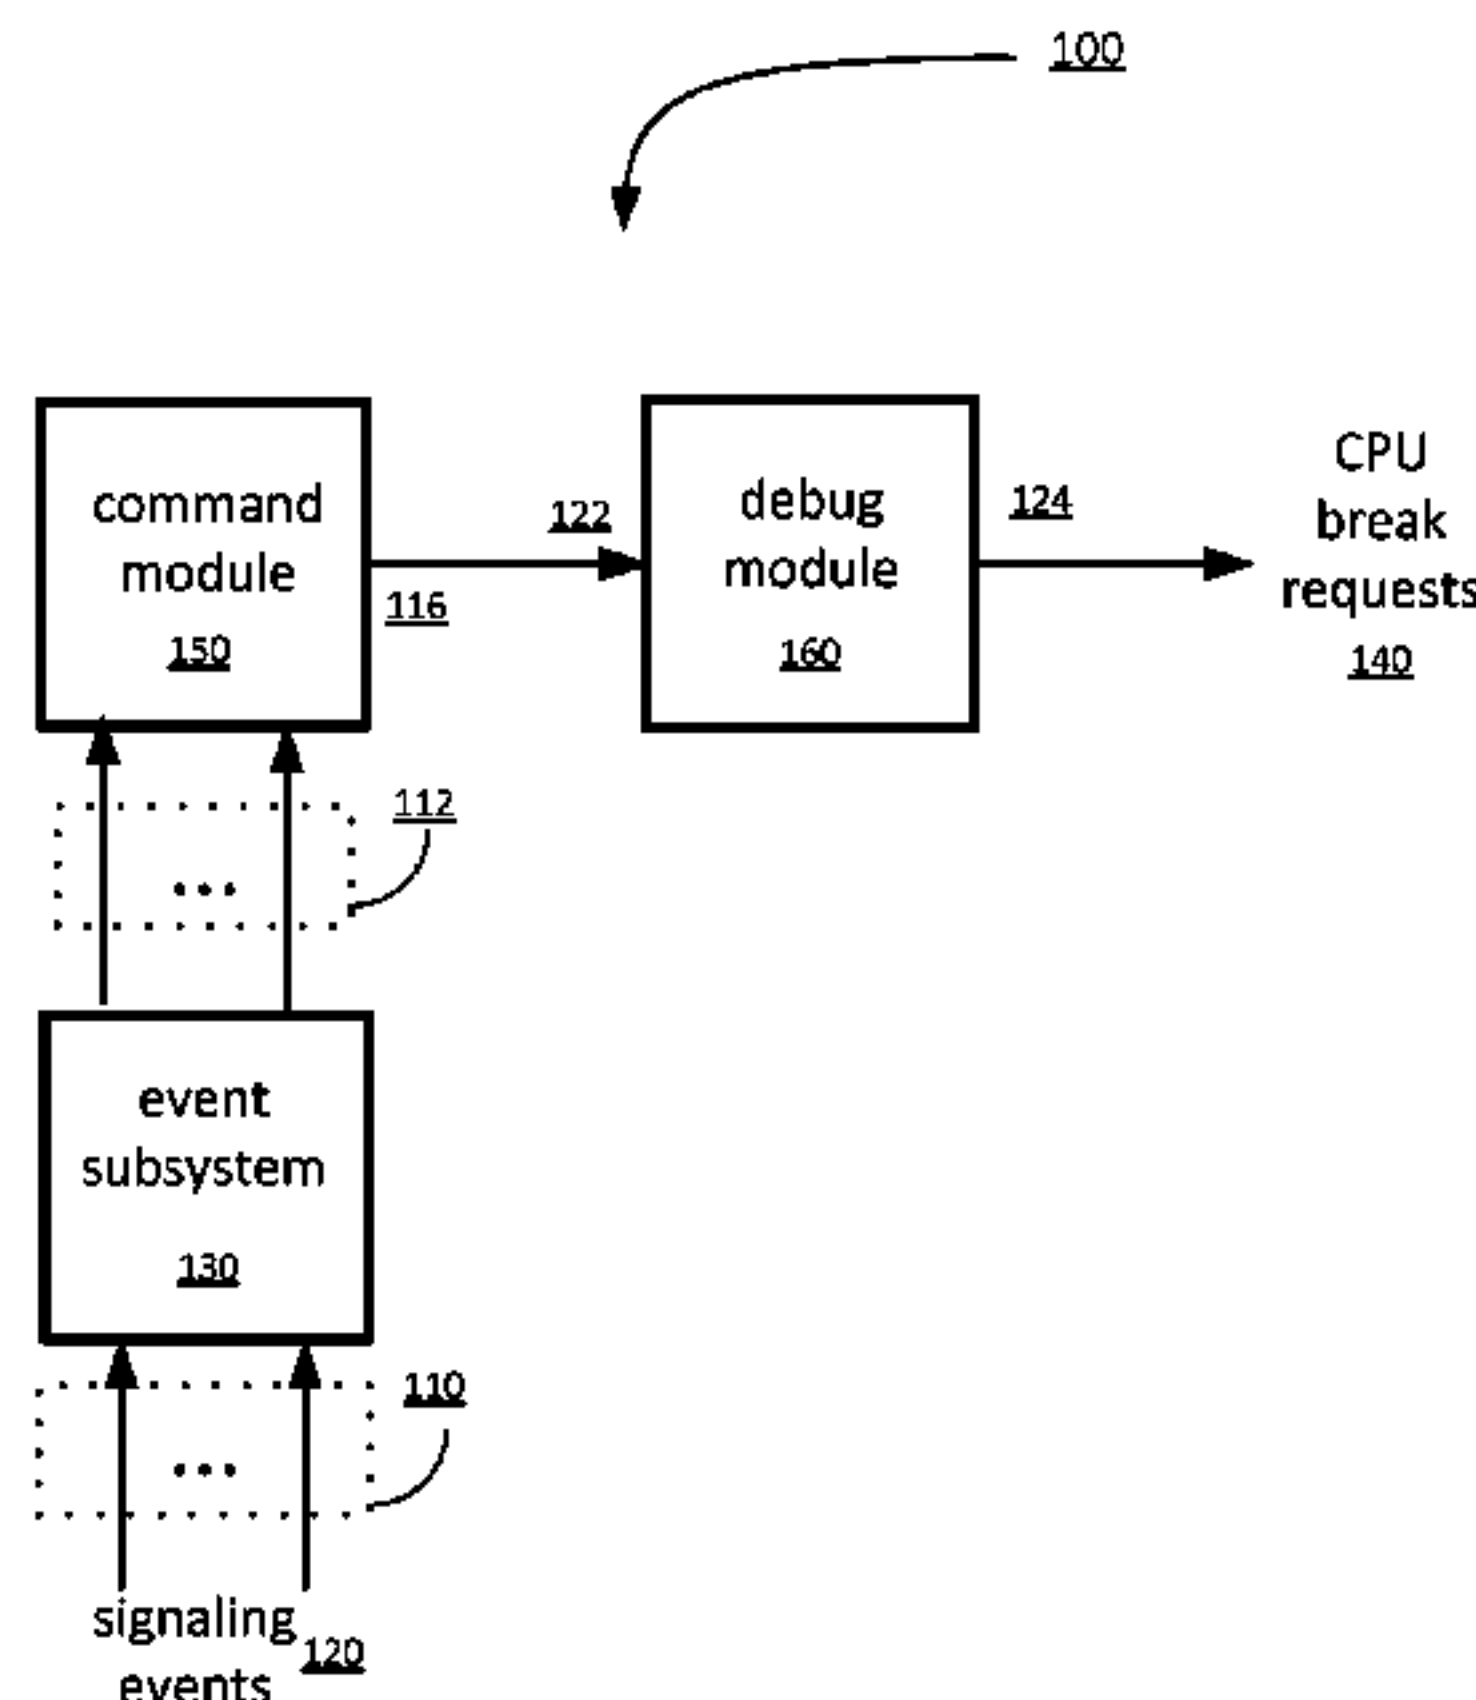 100
command
module
150
116
122
debug
module
160
124
CPU
break
requests
140
112
event
subsystem
130
110
signaling
events
120